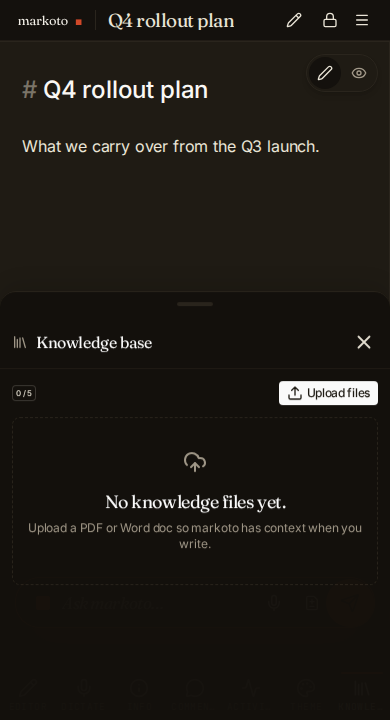 markoto
Q4 rollout plan
# Q4 rollout plan
What we carry over from the Q3 launch.
Knowledge base
0/5
Upload files
No knowledge files yet.
Upload a PDF or Word doc so markoto has context when you
write.